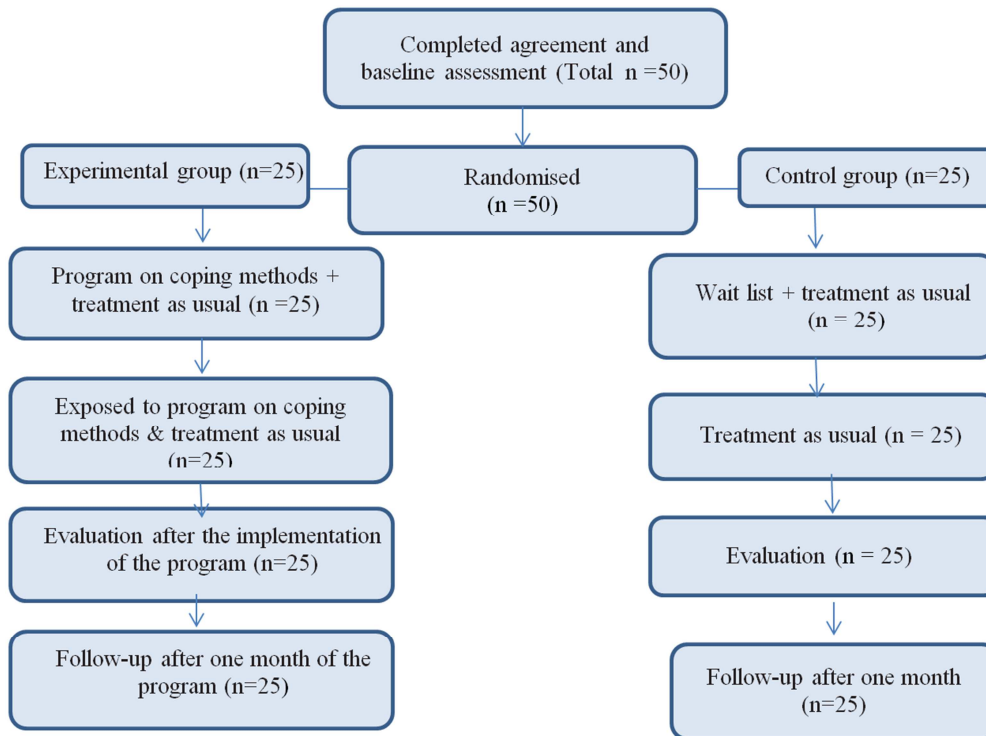 Completed agreement and
baseline assessment (Total n =50)
Experimental group (n=25)
Randomised
(n =50)
Control group (n=25)
Program on coping methods +
treatment as usual (n =25)
Wait list + treatment as usual
(n = 25)
Exposed to program on coping
methods & treatment as usual
(n=25)
Treatment as usual (n = 25)
Evaluation after the implementation
of the program (n=25)
Evaluation (n = 25)
Follow-up after one month of the
program (n=25)
Follow-up after one month
(n=25)